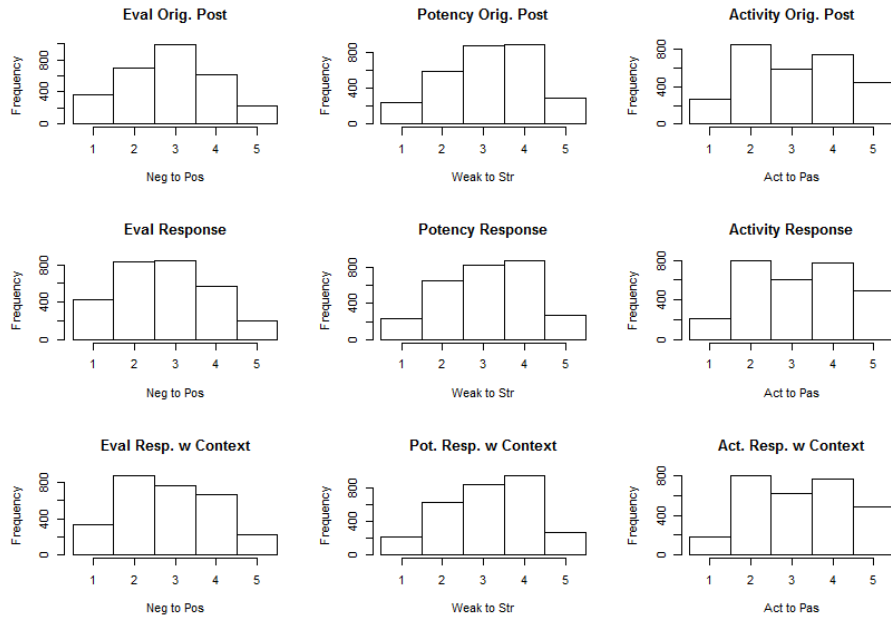 Eval Orig. Post
Frequency
0 400 800
1 2 3 4 5
Neg to Pos
Potency Orig. Post
Frequency
0 400 800
1 2 3 4 5
Weak to Str
Activity Orig. Post
Frequency
0 400 800
1 2 3 4 5
Act to Pas
Eval Response
Frequency
0 400 800
1 2 3 4 5
Neg to Pos
Potency Response
Frequency
0 400 800
1 2 3 4 5
Weak to Str
Activity Response
Frequency
0 400 800
1 2 3 4 5
Act to Pas
Eval Resp. w Context
Frequency
0 400 800
1 2 3 4 5
Neg to Pos
Pot. Resp. w Context
Frequency
0 400 800
1 2 3 4 5
Weak to Str
Act. Resp. w Context
Frequency
0 400 800
1 2 3 4 5
Act to Pas